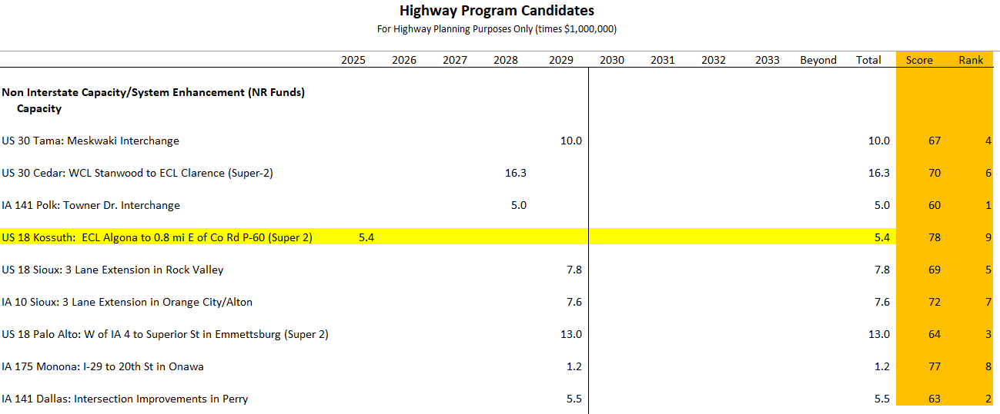 Highway Program Candidates
For Highway Planning Purposes Only (times $1,000,000)
2025 2026 2027 2028 2029 2030 2031 2032 2033 Beyond Total Score Rank
Non Interstate Capacity/System Enhancement (NR Funds)
Capacity
US 30 Tama: Meskwaki Interchange 10.0 10.0 67 4
US 30 Cedar: WCL Stanwood to ECL Clarence (Super-2) 16.3 16.3 70 6
IA 141 Polk: Towner Dr. Interchange 5.0 5.0 60 1
US 18 Kossuth: ECL Algona to 0.8 mi E of Co Rd P-60 (Super 2) 5.4 5.4 78 9
US 18 Sioux: 3 Lane Extension in Rock Valley 7.8 7.8 69 5
IA 10 Sioux: 3 Lane Extension in Orange City/Alton 7.6 7.6 72 7
US 18 Palo Alto: W of IA 4 to Superior St in Emmettsburg (Super 2) 13.0 13.0 64 3
IA 175 Monona: I-29 to 20th St in Onawa 1.2 1.2 77 8
IA 141 Dallas: Intersection Improvements in Perry 5.5 5.5 63 2